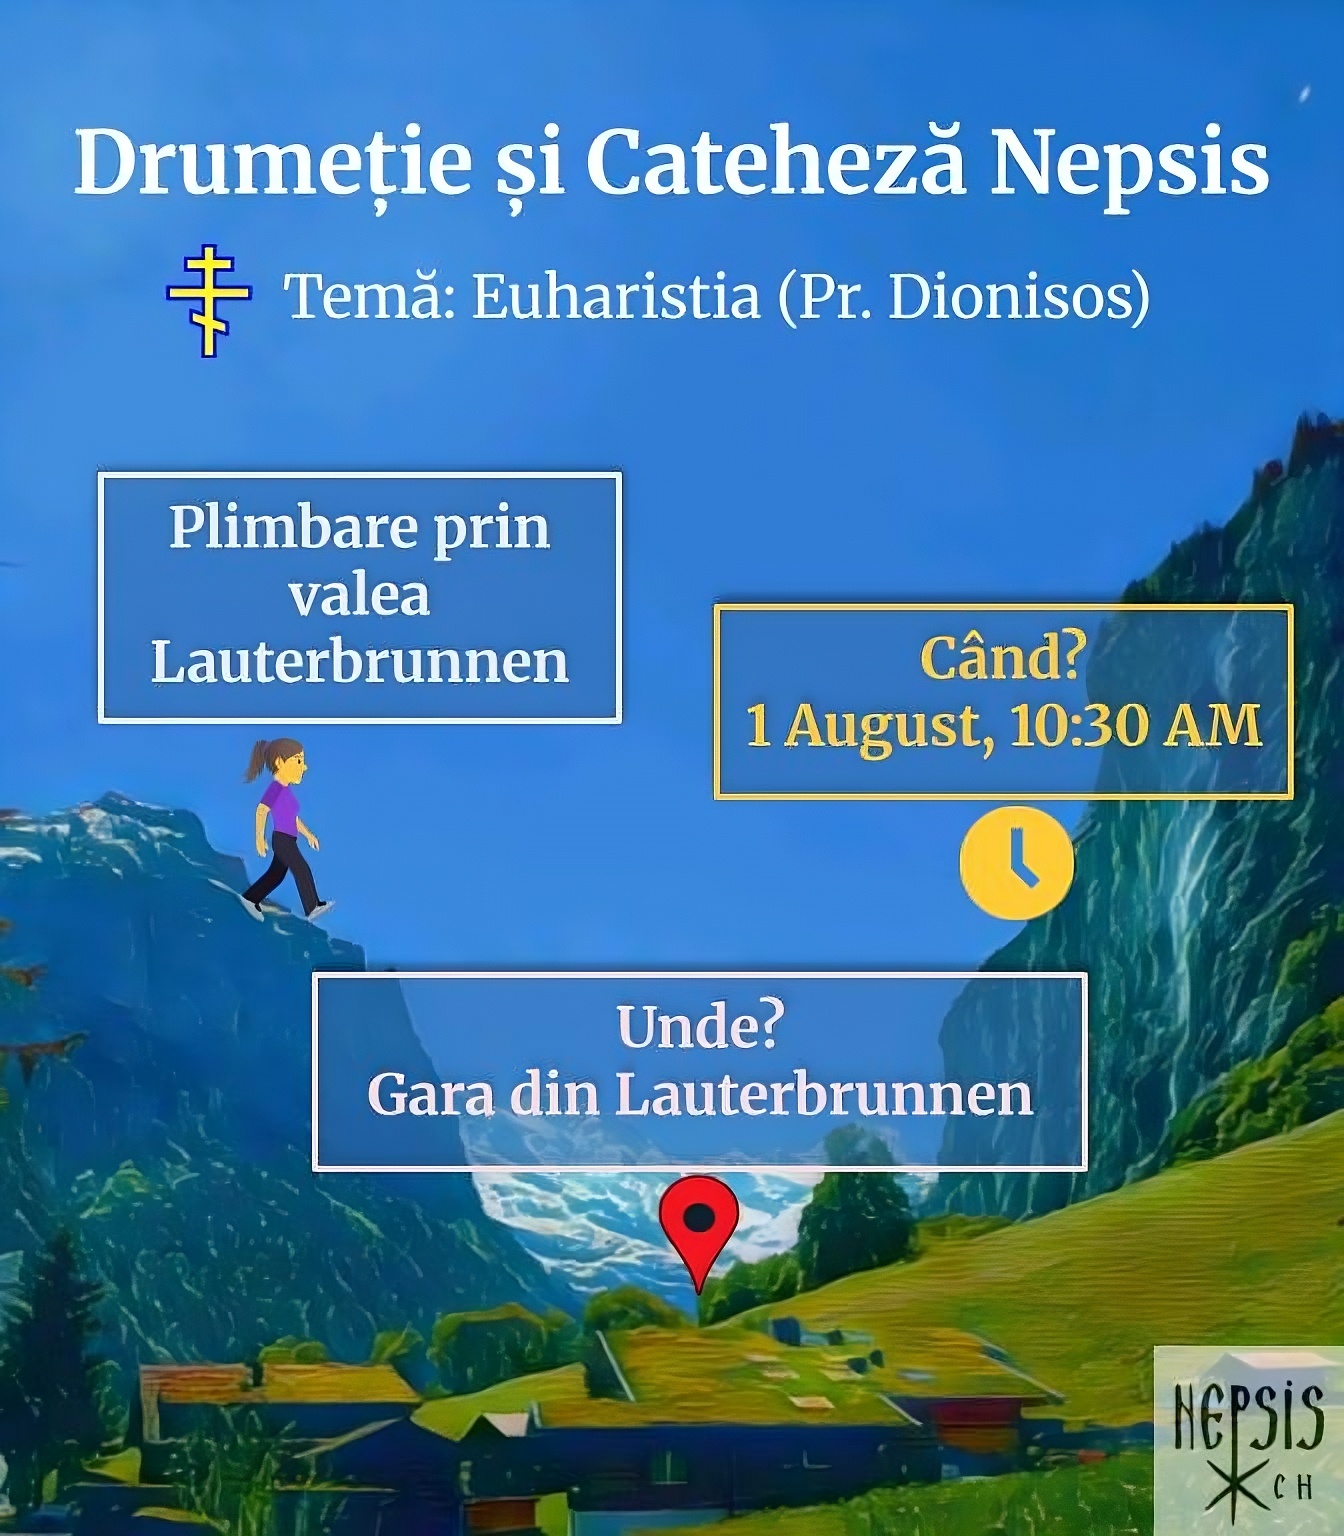 Drumeție și Cateheză Nepsis
Temă: Euharistia (Pr. Dionisos)
Plimbare prin
valea
Lauterbrunnen
Când?
1 August, 10:30 AM
Unde?
Gara din Lauterbrunnen
NEPSIS
CH